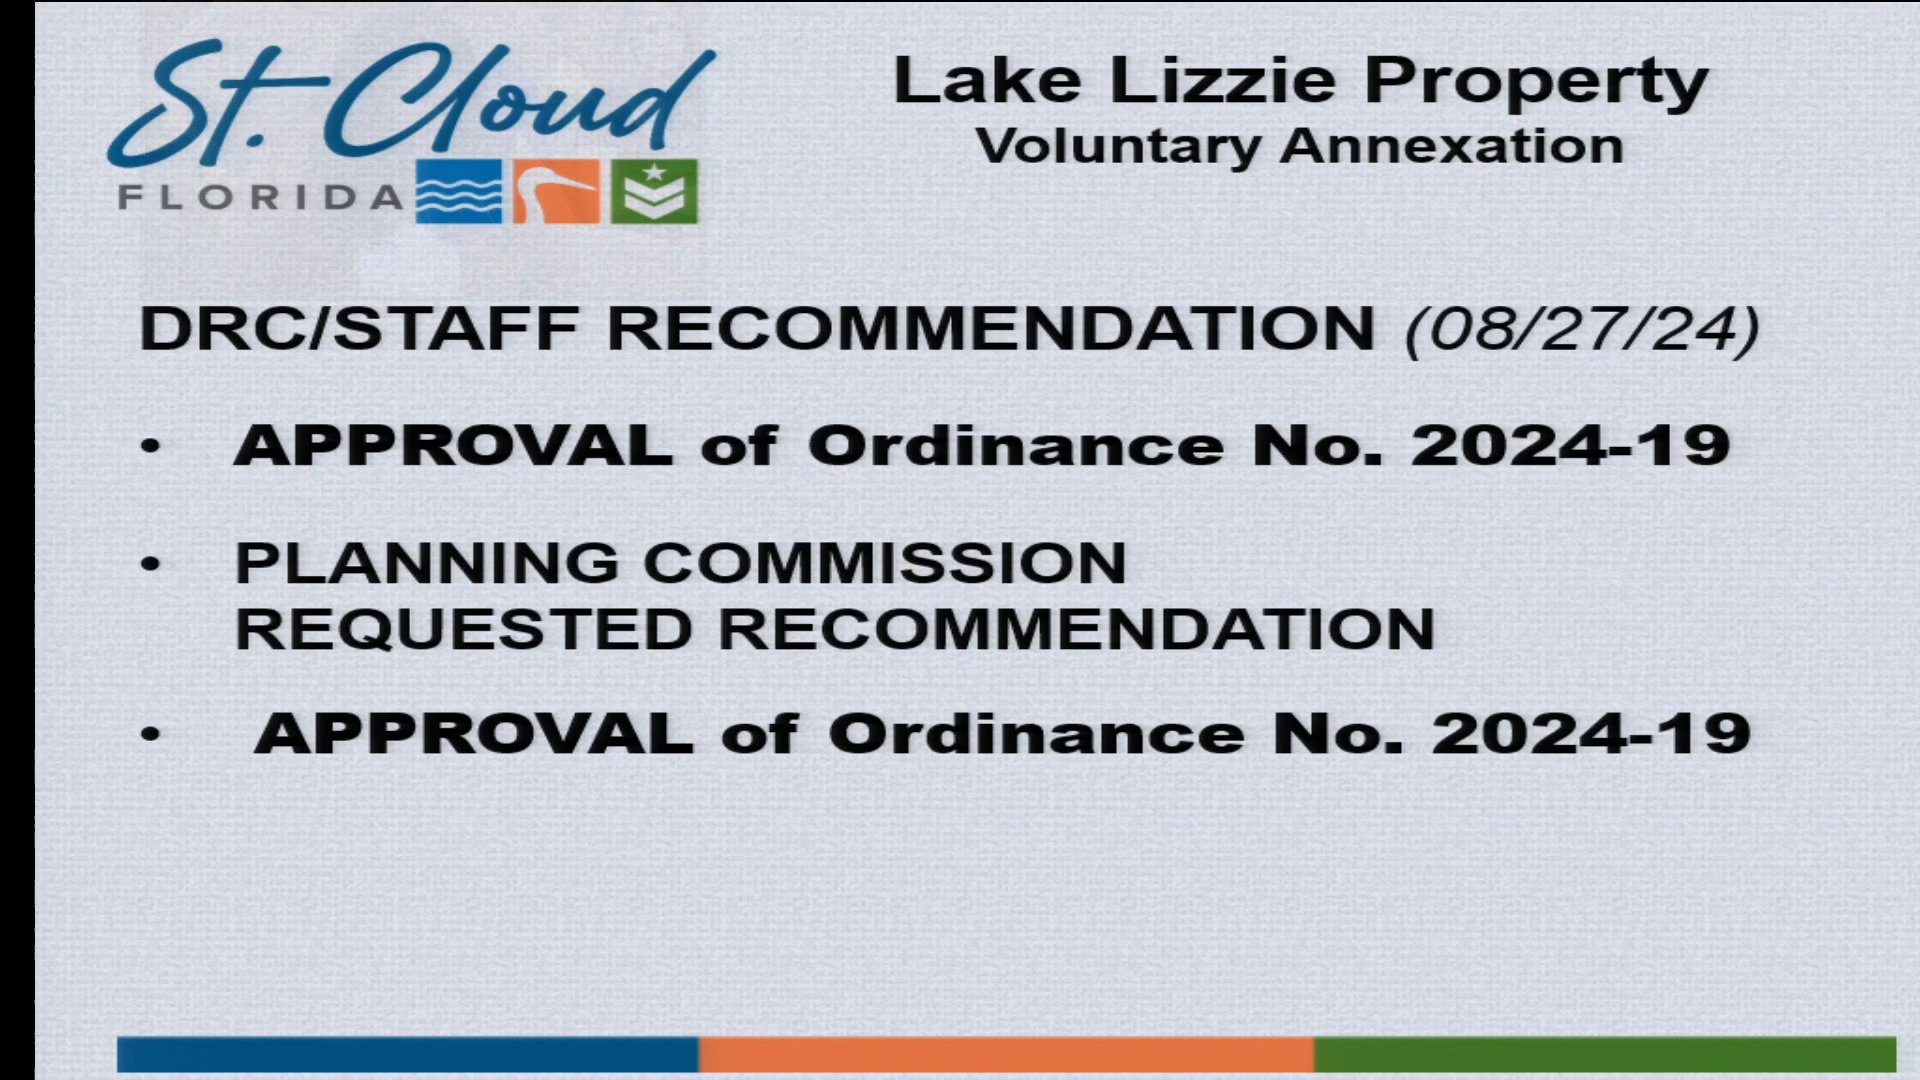 St. Cloud
FLORIDA
Lake Lizzie Property
Voluntary Annexation
DRC/STAFF RECOMMENDATION (08/27/24)
• APPROVAL of Ordinance No. 2024-19
• PLANNING COMMISSION
REQUESTED RECOMMENDATION
• APPROVAL of Ordinance No. 2024-19